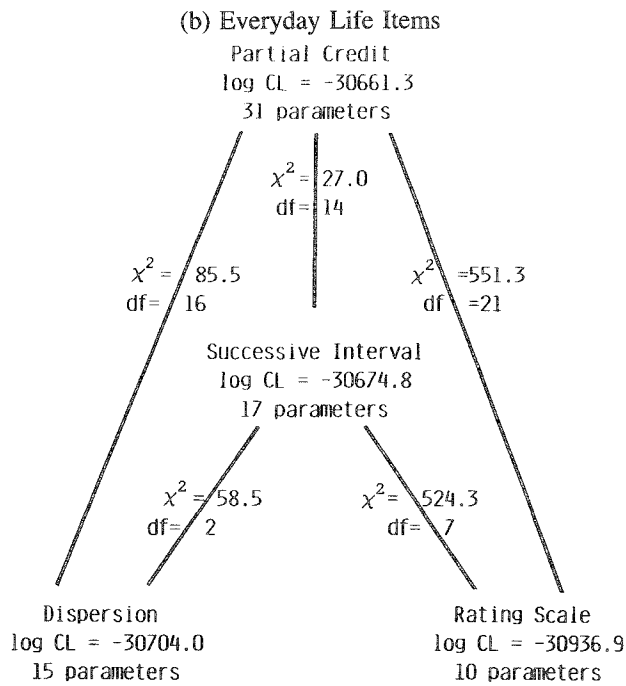 (b) Everyday Life Items
Partial Credit
log CL = -30661.3
31 parameters
χ² = 27.0
df= 14
χ² = 85.5
df= 16
χ² =551.3
df =21
Successive Interval
log CL = -30674.8
17 parameters
χ² = 58.5
df= 2
χ² = 524.3
df= 7
Dispersion
log CL = -30704.0
15 parameters
Rating Scale
log CL = -30936.9
10 parameters